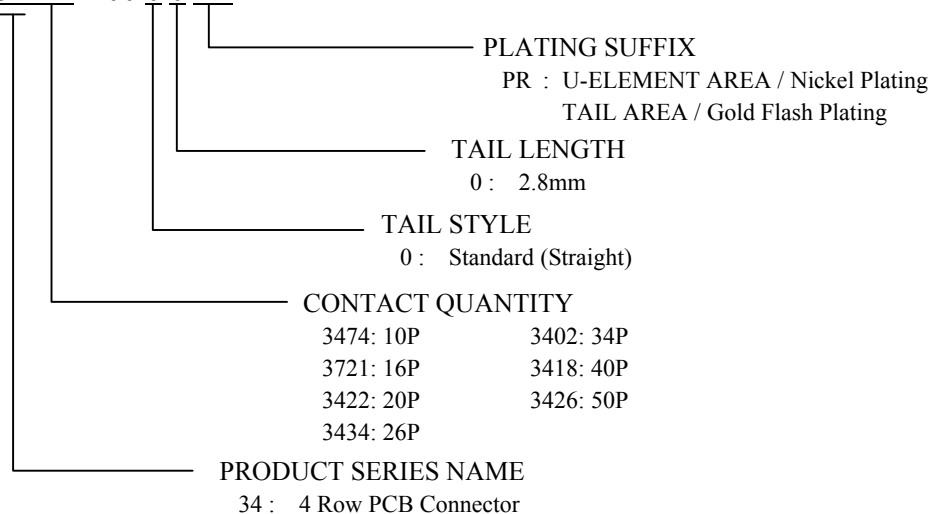 PLATING SUFFIX
PR : U-ELEMENT AREA / Nickel Plating
TAIL AREA / Gold Flash Plating
TAIL LENGTH
0 : 2.8mm
TAIL STYLE
0 : Standard (Straight)
CONTACT QUANTITY
3474: 10P 3402: 34P
3721: 16P 3418: 40P
3422: 20P 3426: 50P
3434: 26P
PRODUCT SERIES NAME
34 : 4 Row PCB Connector